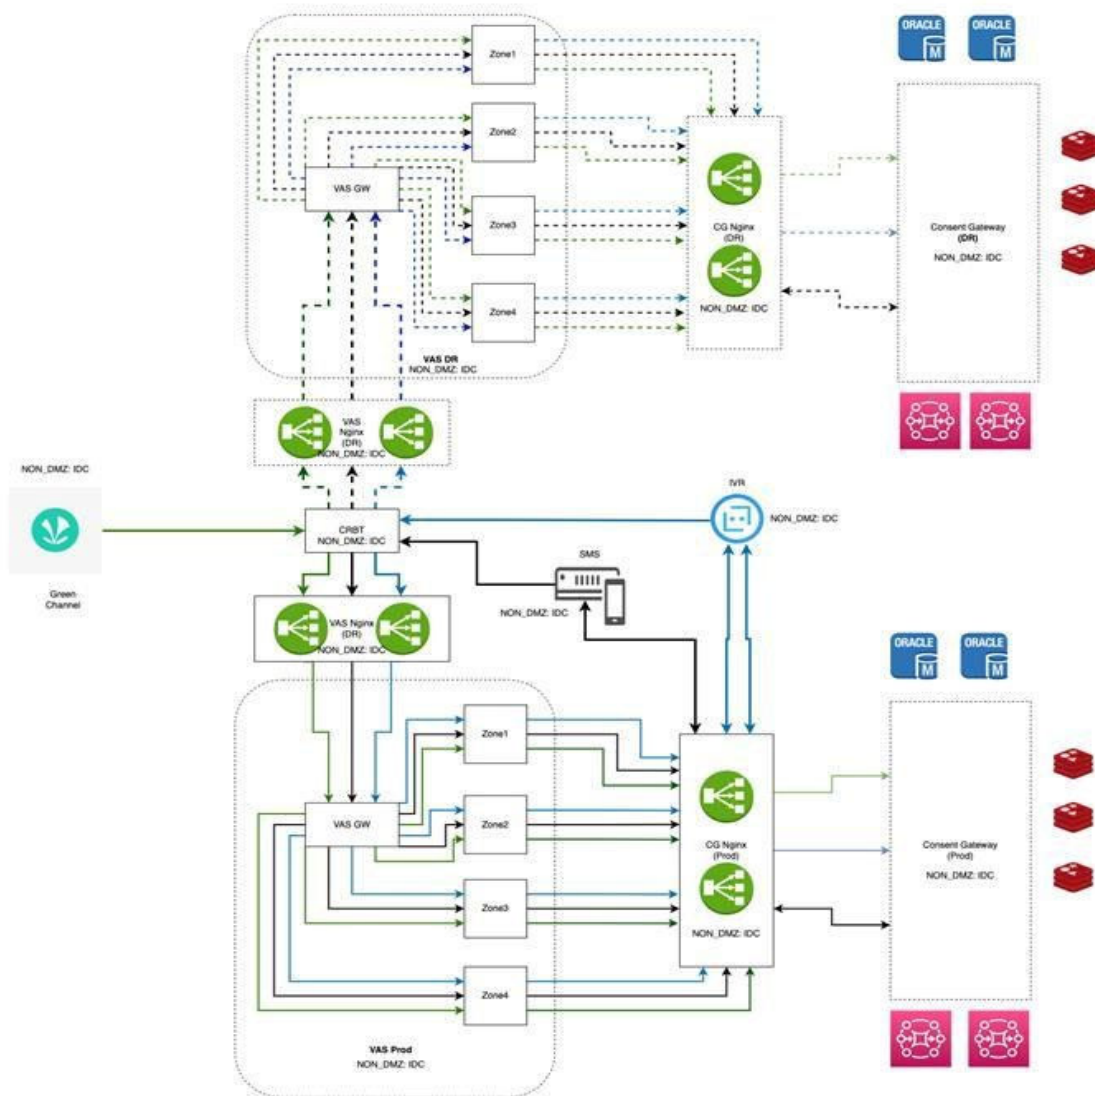 ORACLE
M
ORACLE
M
Zone1
Zone2
VAS GW
Zone3
Zone4
VAS DR
NON_DMZ: IDC
CG Nginx
(DR)
NON_DMZ: IDC
Consent Gateway
(DR)
NON_DMZ: IDC
VAS
Nginx
(DR)
NON_DMZ: IDC
NON_DMZ: IDC
Green
Channel
CRBT
NON_DMZ: IDC
IVR
NON_DMZ: IDC
SMS
NON_DMZ: IDC
VAS Nginx
(DR)
NON_DMZ: IDC
ORACLE
M
ORACLE
M
Zone1
VAS GW
Zone2
Zone3
Zone4
VAS Prod
NON_DMZ: IDC
CG Nginx
(Prod)
NON_DMZ: IDC
Consent Gateway
(Prod)
NON_DMZ: IDC